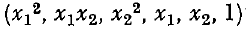 (x₁², x₁x₂, x₂², x₁, x₂, 1)